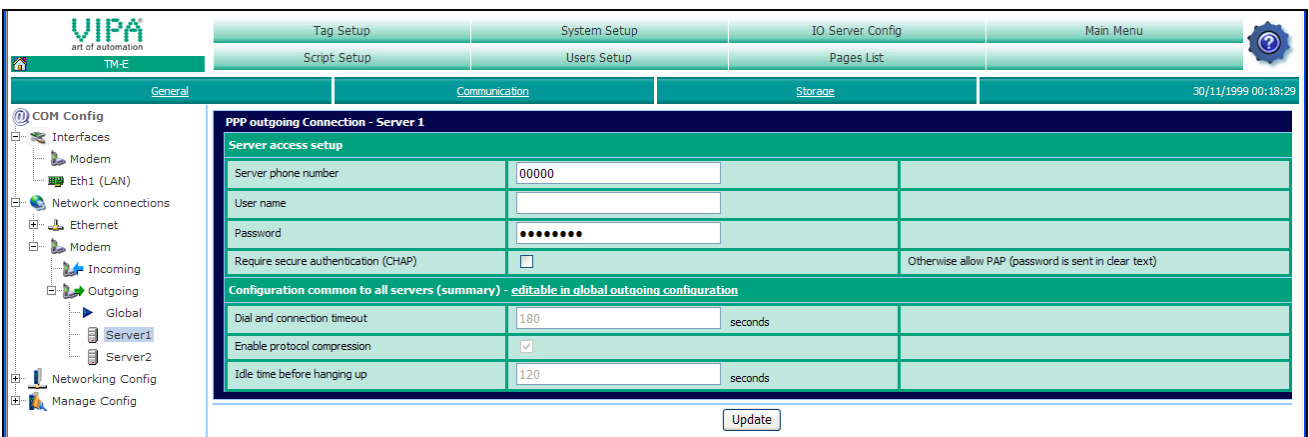 VIPA
art of automation
TM-E
Tag Setup
System Setup
IO Server Config
Main Menu
Script Setup
Users Setup
Pages List
?
General
Communication
Storage
30/11/1999 00:18:29
@ COM Config
Interfaces
Modem
Eth1 (LAN)
Network connections
Ethernet
Modem
Incoming
Outgoing
Global
Server1
Server2
Networking Config
Manage Config
PPP outgoing Connection - Server 1
Server access setup
Server phone number 00000
User name
Password ●●●●●●●●
Require secure authentication (CHAP) Otherwise allow PAP (password is sent in clear text)
Configuration common to all servers (summary) - editable in global outgoing configuration
Dial and connection timeout 180 seconds
Enable protocol compression
Idle time before hanging up 120 seconds
Update